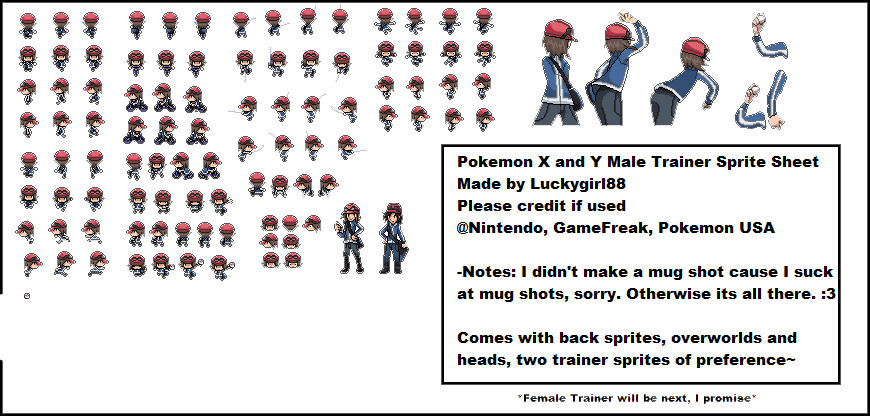 Pokemon X and Y Male Trainer Sprite Sheet
Made by Luckygirl88
Please credit if used
@Nintendo, GameFreak, Pokemon USA
-Notes: I didn't make a mug shot cause I suck
at mug shots, sorry. Otherwise its all there. :3
Comes with back sprites, overworlds and
heads, two trainer sprites of preference~
*Female Trainer will be next, I promise*